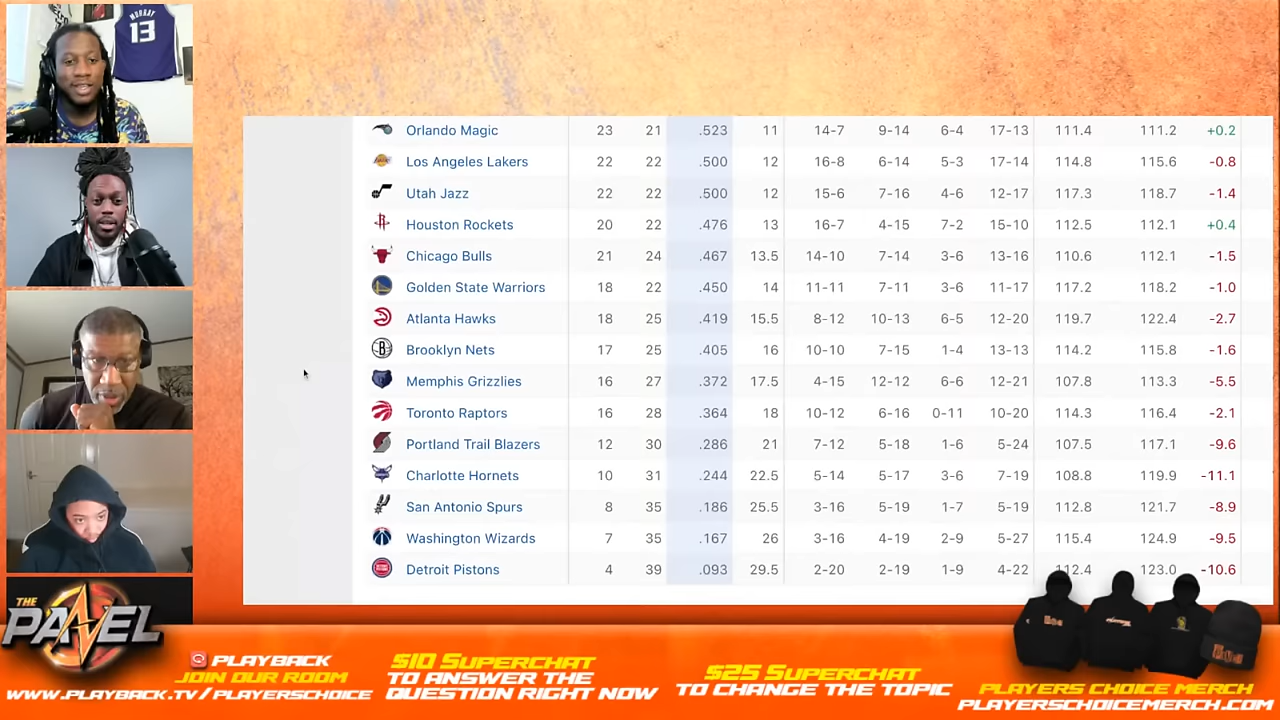 MURRAY
13
Orlando Magic 23 21 .523 11 14-7 9-14 6-4 17-13 111.4 111.2 +0.2
Los Angeles Lakers 22 22 .500 12 16-8 6-14 5-3 17-14 114.8 115.6 -0.8
Utah Jazz 22 22 .500 12 15-6 7-16 4-6 12-17 117.3 118.7 -1.4
Houston Rockets 20 22 .476 13 16-7 4-15 7-2 15-10 112.5 112.1 +0.4
Chicago Bulls 21 24 .467 13.5 14-10 7-14 3-6 13-16 110.6 112.1 -1.5
Golden State Warriors 18 22 .450 14 11-11 7-11 3-6 11-17 117.2 118.2 -1.0
Atlanta Hawks 18 25 .419 15.5 8-12 10-13 6-5 12-20 119.7 122.4 -2.7
Brooklyn Nets 17 25 .405 16 10-10 7-15 1-4 13-13 114.2 115.8 -1.6
Memphis Grizzlies 16 27 .372 17.5 4-15 12-12 6-6 12-21 107.8 113.3 -5.5
Toronto Raptors 16 28 .364 18 10-12 6-16 0-11 10-20 114.3 116.4 -2.1
Portland Trail Blazers 12 30 .286 21 7-12 5-18 1-6 5-24 107.5 117.1 -9.6
Charlotte Hornets 10 31 .244 22.5 5-14 5-17 3-6 7-19 108.8 119.9 -11.1
San Antonio Spurs 8 35 .186 25.5 3-16 5-19 1-7 5-19 112.8 121.7 -8.9
Washington Wizards 7 35 .167 26 3-16 4-19 2-9 5-27 115.4 124.9 -9.5
Detroit Pistons 4 39 .093 29.5 2-20 2-19 1-9 4-22 112.4 123.0 -10.6
THE
PANEL
PLAYBACK
JOIN OUR ROOM
WWW.PLAYBACK.TV/PLAYERSCHOICE
$10 SUPERCHAT
TO ANSWER THE
QUESTION RIGHT NOW
$25 SUPERCHAT
TO CHANGE THE TOPIC
PLAYERS CHOICE MERCH
PLAYERSCHOICEMERCH.COM